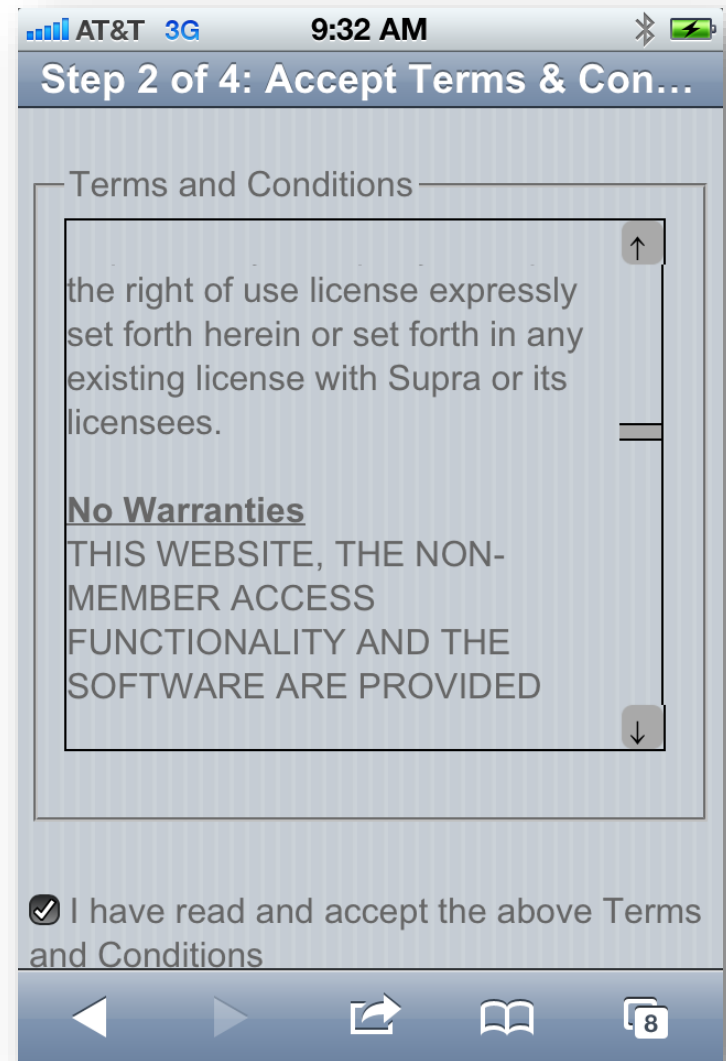 AT&T 3G 9:32 AM
Step 2 of 4: Accept Terms & Con...
Terms and Conditions
↑
the right of use license expressly
set forth herein or set forth in any
existing license with Supra or its
licensees.
No Warranties
THIS WEBSITE, THE NON-
MEMBER ACCESS
FUNCTIONALITY AND THE
SOFTWARE ARE PROVIDED
↓
I have read and accept the above Terms
and Conditions
8